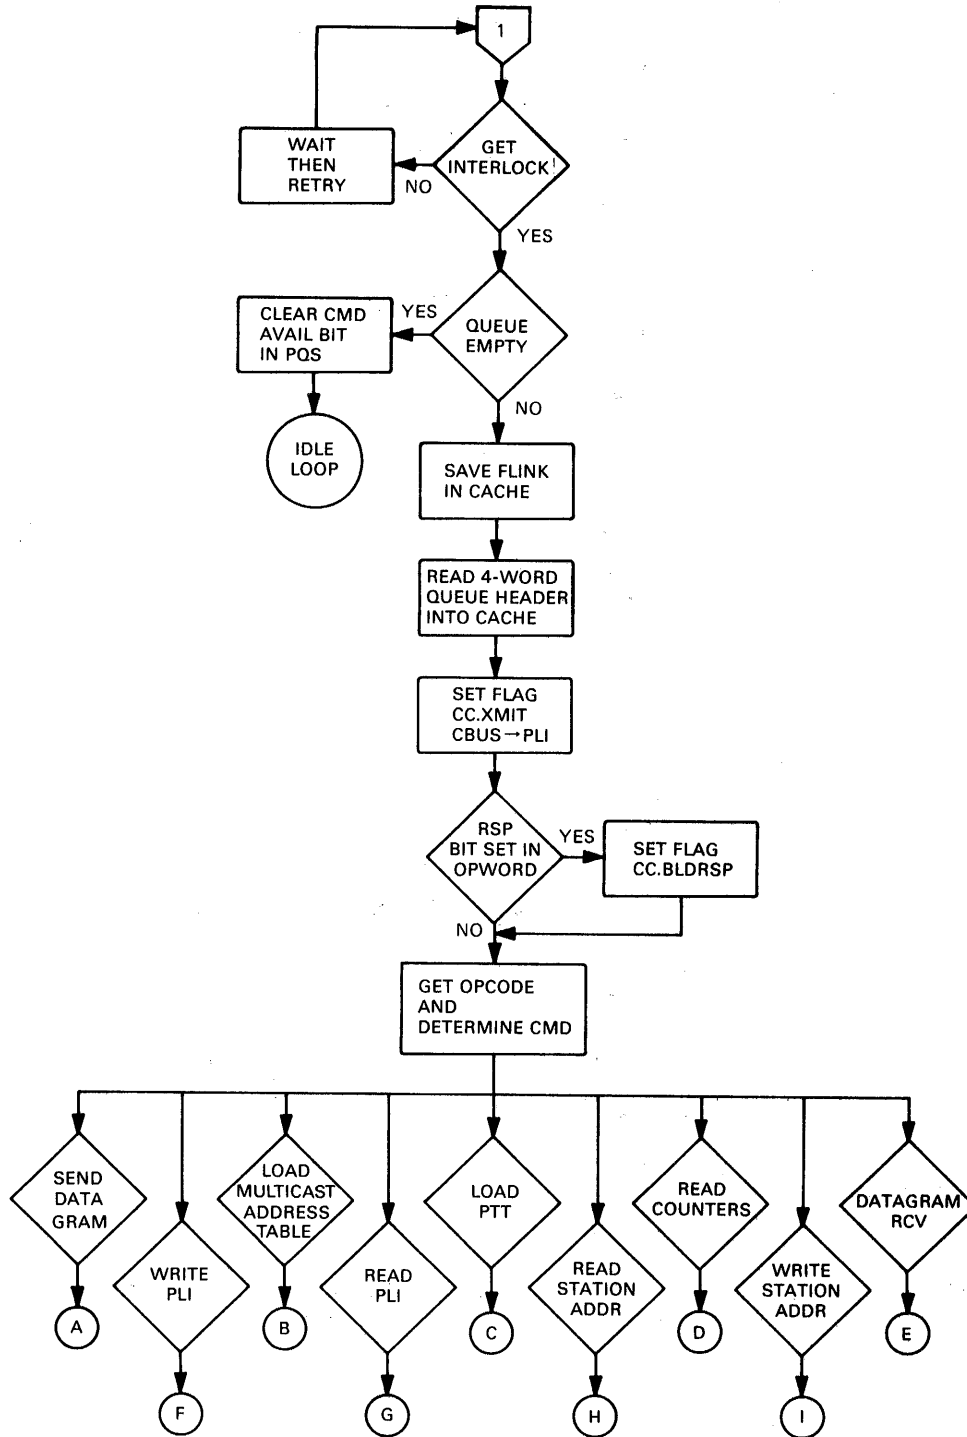 1
GET
INTERLOCK!
WAIT
THEN
RETRY
NO
YES
CLEAR CMD
AVAIL BIT
IN PQS
YES
QUEUE
EMPTY
NO
IDLE
LOOP
SAVE FLINK
IN CACHE
READ 4-WORD
QUEUE HEADER
INTO CACHE
SET FLAG
CC.XMIT
CBUS→PLI
RSP
BIT SET IN
OPWORD
YES
SET FLAG
CC.BLDRSP
NO
GET OPCODE
AND
DETERMINE CMD
SEND
DATA
GRAM
LOAD
MULTICAST
ADDRESS
TABLE
LOAD
PTT
READ
COUNTERS
DATAGRAM
RCV
WRITE
PLI
READ
PLI
READ
STATION
ADDR
WRITE
STATION
ADDR
A
B
C
D
E
F
G
H
I